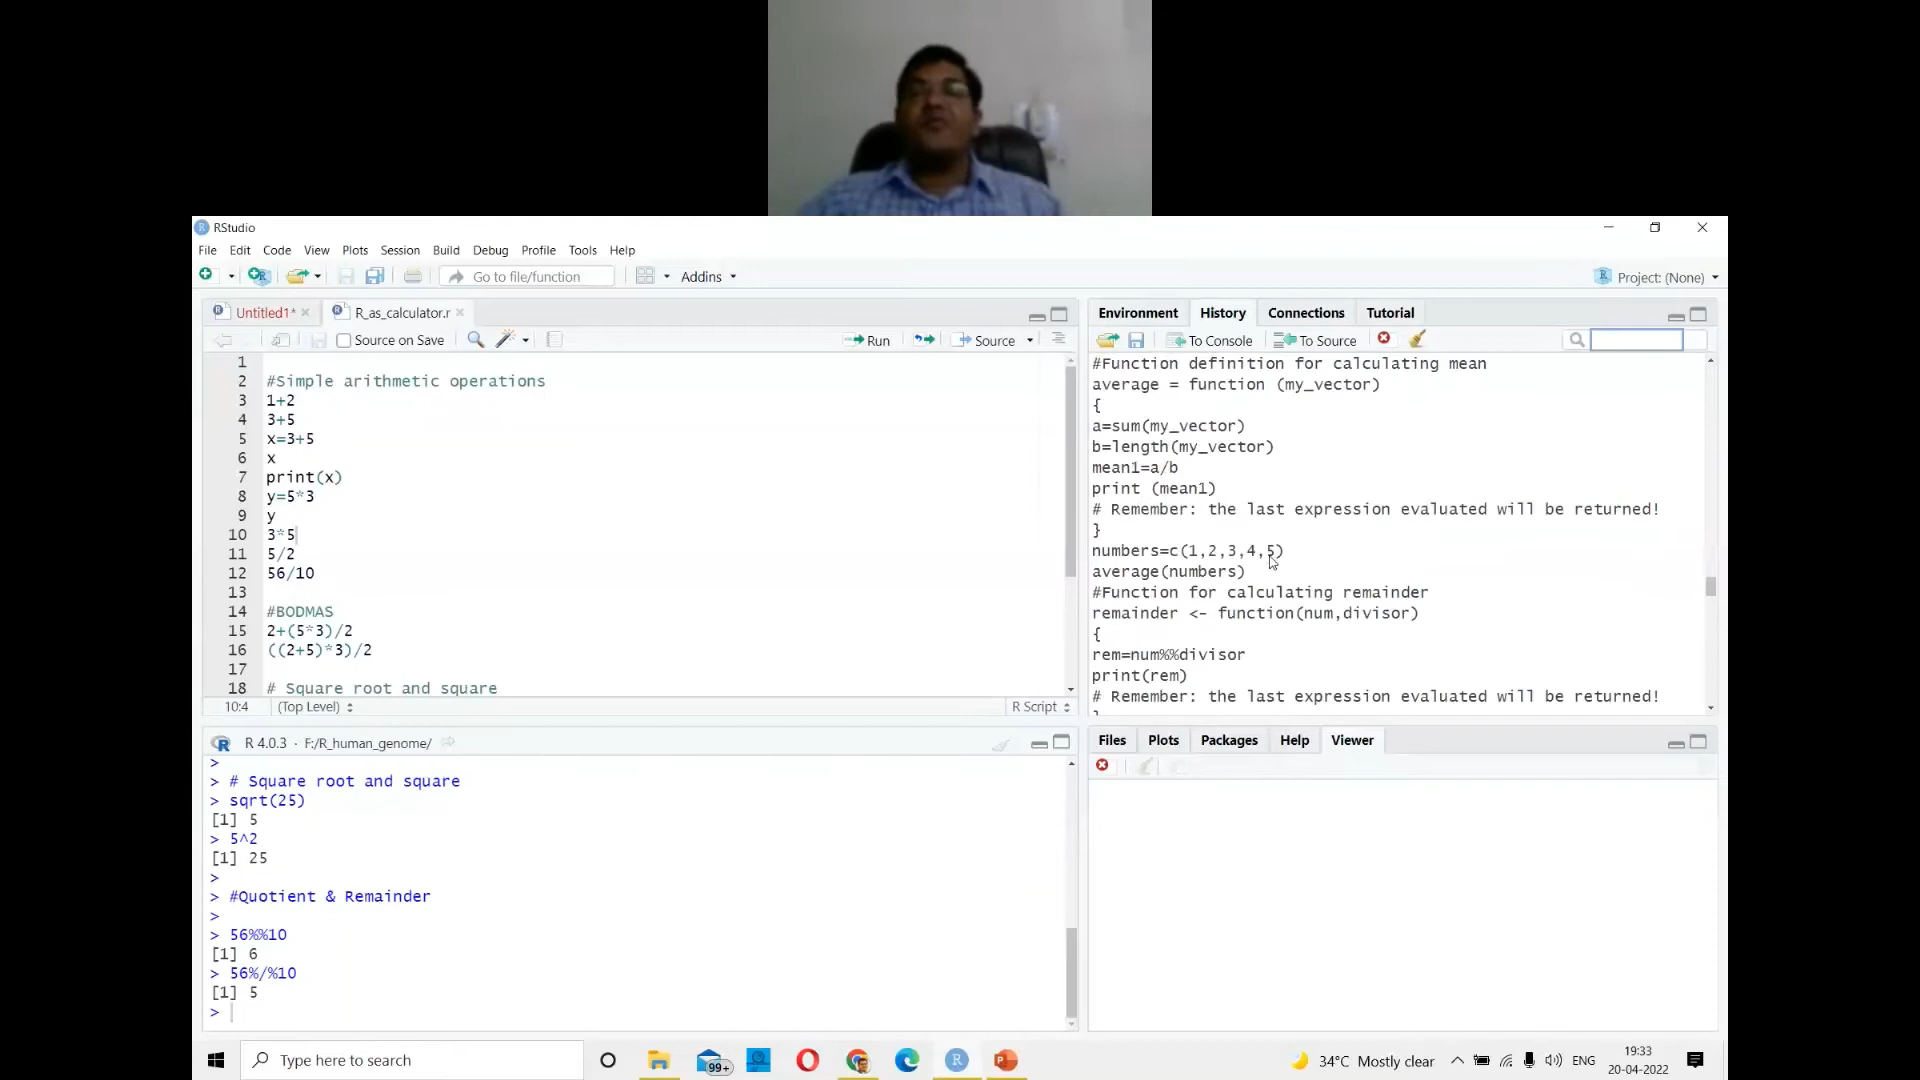 RStudio
File Edit Code View Plots Session Build Debug Profile Tools Help
Go to file/function Addins Project: (None)
Untitled1* R_as_calculator.r
Source on Save Run Source
1
2 #Simple arithmetic operations
3 1+2
4 3+5
5 x=3+5
6 x
7 print(x)
8 y=5*3
9 y
10 3*5
11 5/2
12 56/10
13
14 #BODMAS
15 2+(5*3)/2
16 ((2+5)*3)/2
17
18 # Square root and square
10:4 (Top Level) R Script
R 4.0.3 · F:/R_human_genome/
>
> # Square root and square
> sqrt(25)
[1] 5
> 5^2
[1] 25
>
> #Quotient & Remainder
>
> 56%%10
[1] 6
> 56%/%10
[1] 5
>
Environment History Connections Tutorial
To Console To Source
#Function definition for calculating mean
average = function (my_vector)
{
a=sum(my_vector)
b=length(my_vector)
mean1=a/b
print (mean1)
# Remember: the last expression evaluated will be returned!
}
numbers=c(1,2,3,4,5)
average(numbers)
#Function for calculating remainder
remainder <- function(num,divisor)
{
rem=num%%divisor
print(rem)
# Remember: the last expression evaluated will be returned!
}
Files Plots Packages Help Viewer
Type here to search
99+
34°C Mostly clear
ENG
19:33
20-04-2022